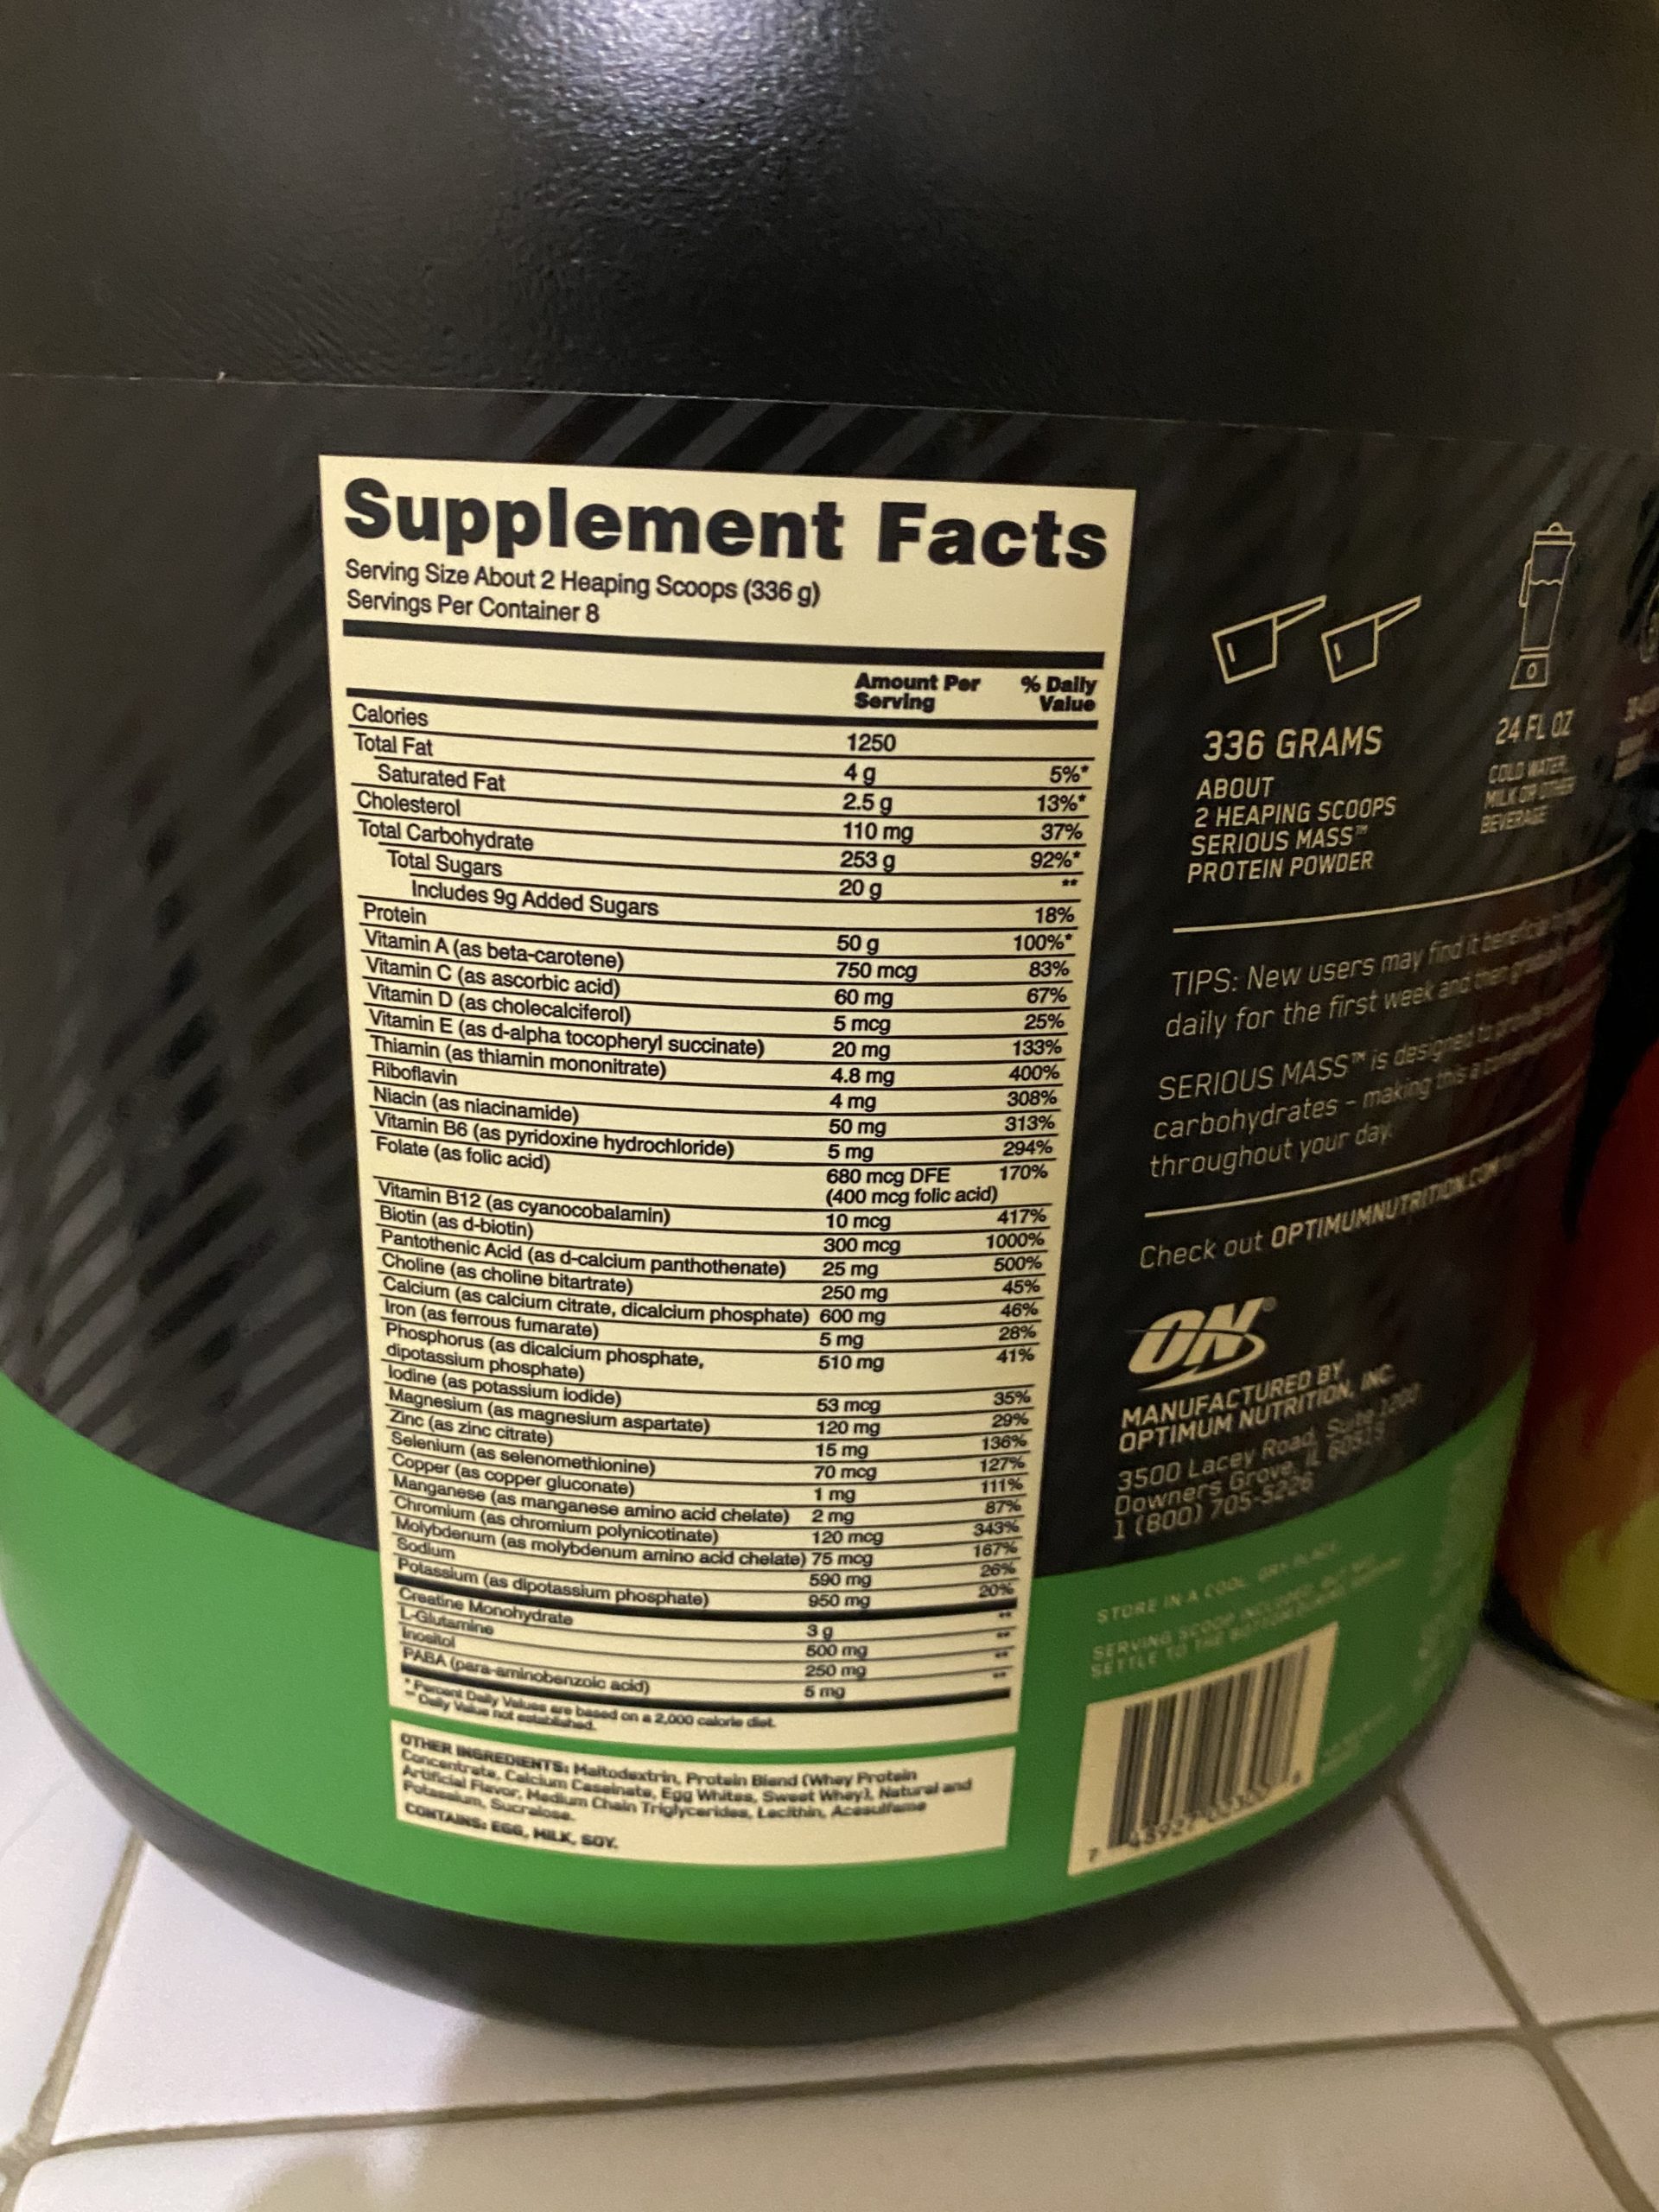 Supplement Facts
Serving Size About 2 Heaping Scoops (336 g)
Servings Per Container 8
Amount Per Serving % Daily Value
Calories 1250
Total Fat 4 g 5%*
Saturated Fat 2.5 g 13%*
Cholesterol 110 mg 37%
Total Carbohydrate 253 g 92%*
Total Sugars 20 g **
Includes 9g Added Sugars 18%
Protein 50 g 100%*
Vitamin A (as beta-carotene) 750 mcg 83%
Vitamin C (as ascorbic acid) 60 mg 67%
Vitamin D (as cholecalciferol) 5 mcg 25%
Vitamin E (as d-alpha tocopheryl succinate) 20 mg 133%
Thiamin (as thiamin mononitrate) 4.8 mg 400%
Riboflavin 4 mg 308%
Niacin (as niacinamide) 50 mg 313%
Vitamin B6 (as pyridoxine hydrochloride) 5 mg 294%
Folate (as folic acid) 680 mcg DFE 170%
(400 mcg folic acid)
Vitamin B12 (as cyanocobalamin) 10 mcg 417%
Biotin (as d-biotin) 300 mcg 1000%
Pantothenic Acid (as d-calcium panthothenate) 25 mg 500%
Choline (as choline bitartrate) 250 mg 45%
Calcium (as calcium citrate, dicalcium phosphate) 600 mg 46%
Iron (as ferrous fumarate) 5 mg 28%
Phosphorus (as dicalcium phosphate, 510 mg 41%
dipotassium phosphate)
Iodine (as potassium iodide) 53 mcg 35%
Magnesium (as magnesium aspartate) 120 mg 29%
Zinc (as zinc citrate) 15 mg 136%
Selenium (as selenomethionine) 70 mcg 127%
Copper (as copper gluconate) 1 mg 111%
Manganese (as manganese amino acid chelate) 2 mg 87%
Chromium (as chromium polynicotinate) 120 mcg 343%
Molybdenum (as molybdenum amino acid chelate) 75 mcg 167%
Sodium 590 mg 26%
Potassium (as dipotassium phosphate) 950 mg 20%
Creatine Monohydrate 3 g **
L-Glutamine 500 mg **
Inositol 250 mg **
PABA (para-aminobenzoic acid) 5 mg **
* Percent Daily Values are based on a 2,000 calorie diet.
** Daily Value not established.
OTHER INGREDIENTS: Maltodextrin, Protein Blend (Whey Protein
Concentrate, Calcium Caseinate, Egg Whites, Sweet Whey), Natural and
Artificial Flavor, Medium Chain Triglycerides, Lecithin, Acesulfame
Potassium, Sucralose.
CONTAINS: EGG, MILK, SOY.
336 GRAMS
ABOUT
2 HEAPING SCOOPS
SERIOUS MASS™
PROTEIN POWDER
24 FL OZ
COLD WATER,
MILK OR OTHER
BEVERAGE
TIPS: New users may find it beneficial
daily for the first week and then
SERIOUS MASS™ is designed to
carbohydrates – making this a
throughout your day.
Check out OPTIMUMNUTRITION.COM
ON®
MANUFACTURED BY
OPTIMUM NUTRITION, INC.
3500 Lacey Road, Suite 1200
Downers Grove, IL 60515
1 (800) 705-5226
STORE IN A COOL, DRY PLACE.
SERVING SCOOP INCLUDED, BUT MAY
SETTLE TO THE BOTTOM DURING